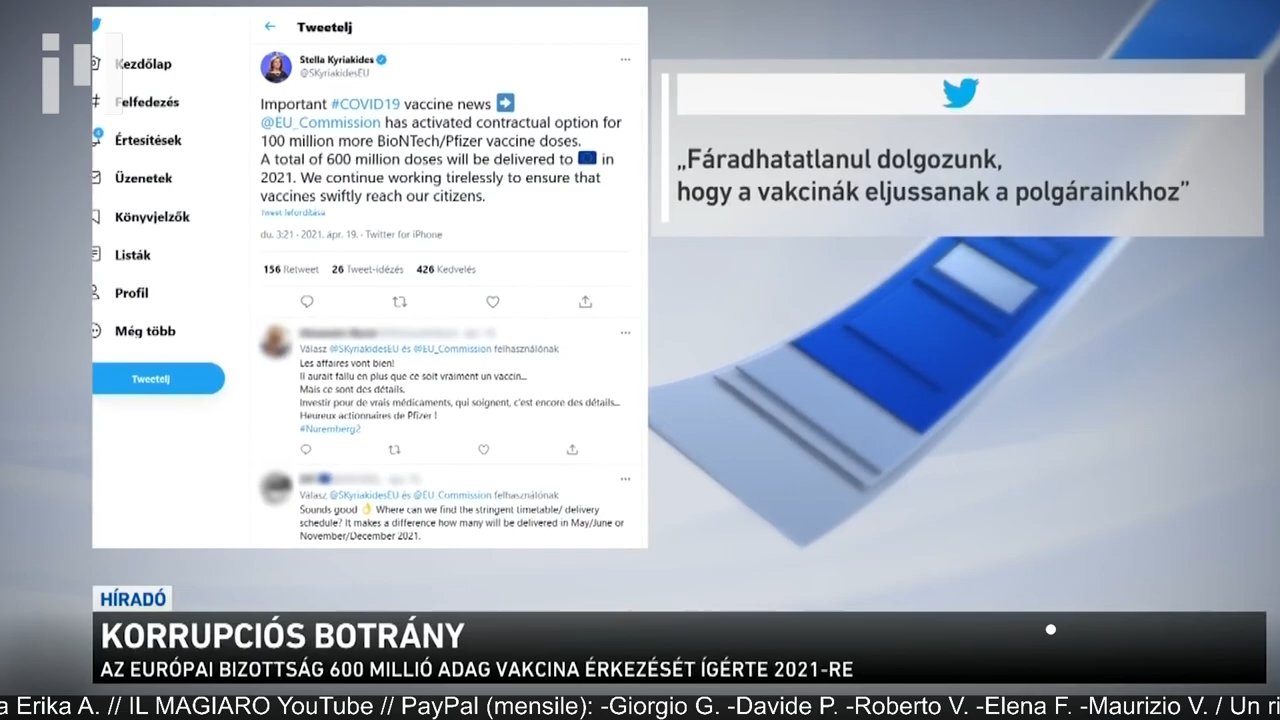 Tweetelj
Stella Kyriakides
@SKyriakidesEU
Important #COVID19 vaccine news ➡
@EU_Commission has activated contractual option for
100 million more BioNTech/Pfizer vaccine doses.
A total of 600 million doses will be delivered to 🇪🇺 in
2021. We continue working tirelessly to ensure that
vaccines swiftly reach our citizens.
Tweet lefordítása
du. 3:21 · 2021. ápr. 19. · Twitter for iPhone
156 Retweet 26 Tweet-idézés 426 Kedvelés
Válasz @SKyriakidesEU és @EU_Commission felhasználónak
Les affaires vont bien!
Il aurait fallu en plus que ce soit vraiment un vaccin...
Mais ce sont des détails.
Investir pour de vrais médicaments, qui soignent, c'est encore des détails...
Heureux actionnaires de Pfizer !
#Nuremberg2
Válasz @SKyriakidesEU és @EU_Commission felhasználónak
Sounds good 👌 Where can we find the stringent timetable/ delivery
schedule? It makes a difference how many will be delivered in May/June or
November/December 2021.
Kezdőlap
Felfedezés
Értesítések
Üzenetek
Könyvjelzők
Listák
Profil
Még több
Tweetelj
„Fáradhatatlanul dolgozunk,
hogy a vakcinák eljussanak a polgárainkhoz”
HÍRADÓ
KORRUPCIÓS BOTRÁNY
AZ EURÓPAI BIZOTTSÁG 600 MILLIÓ ADAG VAKCINA ÉRKEZÉSÉT ÍGÉRTE 2021-RE
a Erika A. // IL MAGIARO YouTube // PayPal (mensile): -Giorgio G. -Davide P. -Roberto V. -Elena F. -Maurizio V. / Un ri